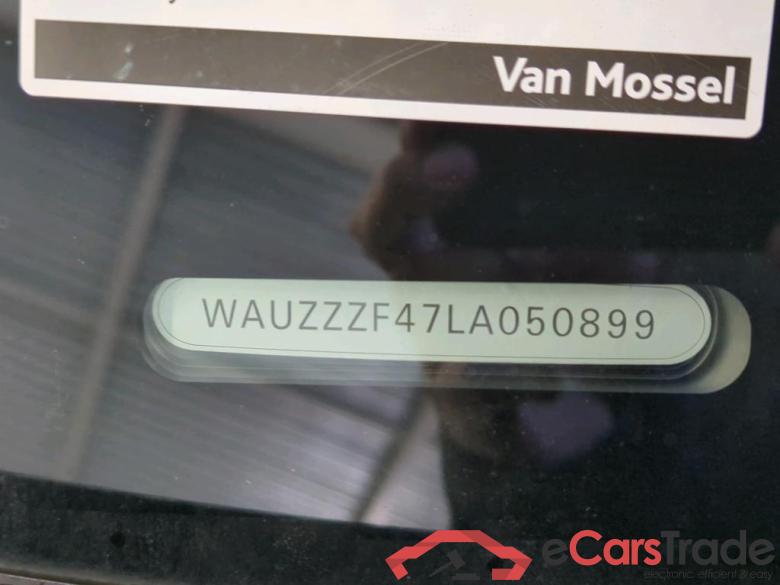 Van Mossel
WAUZZZF47LA050899
eCarsTrade
electronic, efficient & easy